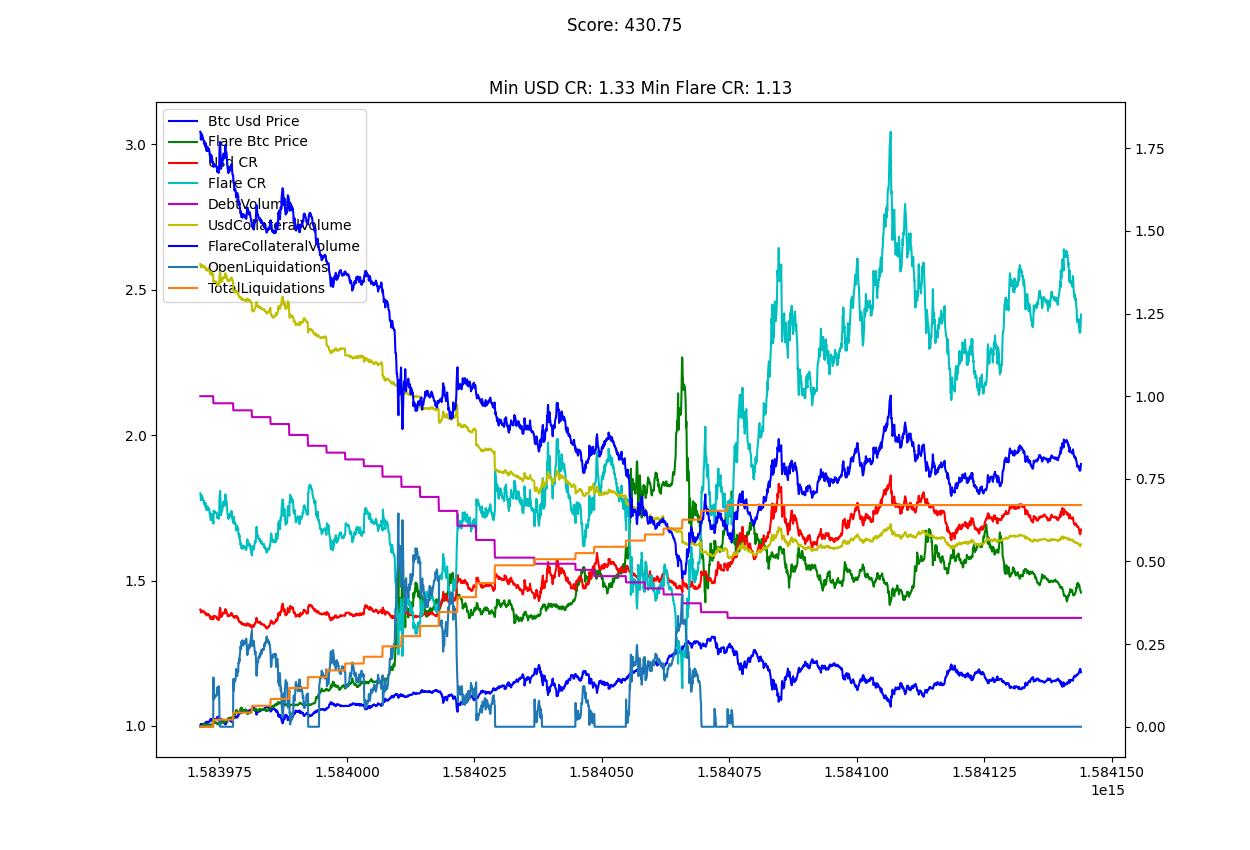 Score: 430.75
Min USD CR: 1.33 Min Flare CR: 1.13
Btc Usd Price
Flare Btc Price
Usd CR
Flare CR
DebtVolume
UsdCollateralVolume
FlareCollateralVolume
OpenLiquidations
TotalLiquidations
3.0
2.5
2.0
1.5
1.0
1.75
1.50
1.25
1.00
0.75
0.50
0.25
0.00
1.583975
1.584000
1.584025
1.584050
1.584075
1.584100
1.584125
1.584150
1e15